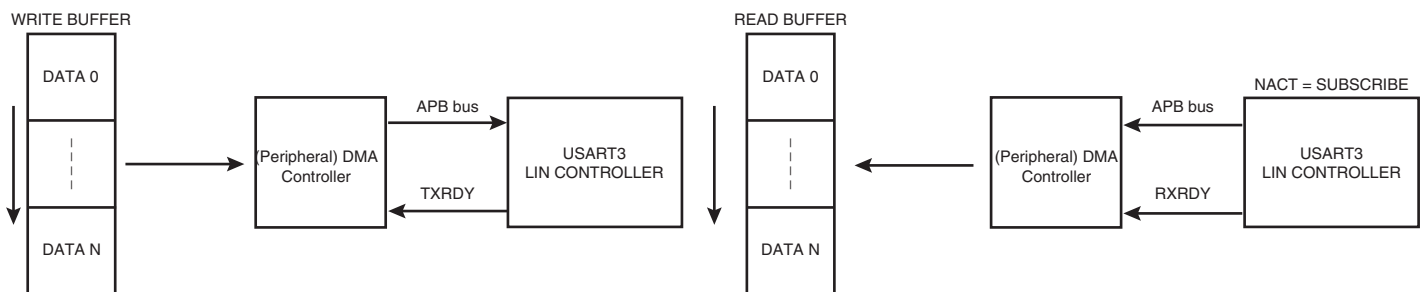 WRITE BUFFER
DATA 0
DATA N
(Peripheral) DMA
Controller
APB bus
TXRDY
USART3
LIN CONTROLLER
READ BUFFER
DATA 0
DATA N
(Peripheral) DMA
Controller
APB bus
RXRDY
NACT = SUBSCRIBE
USART3
LIN CONTROLLER